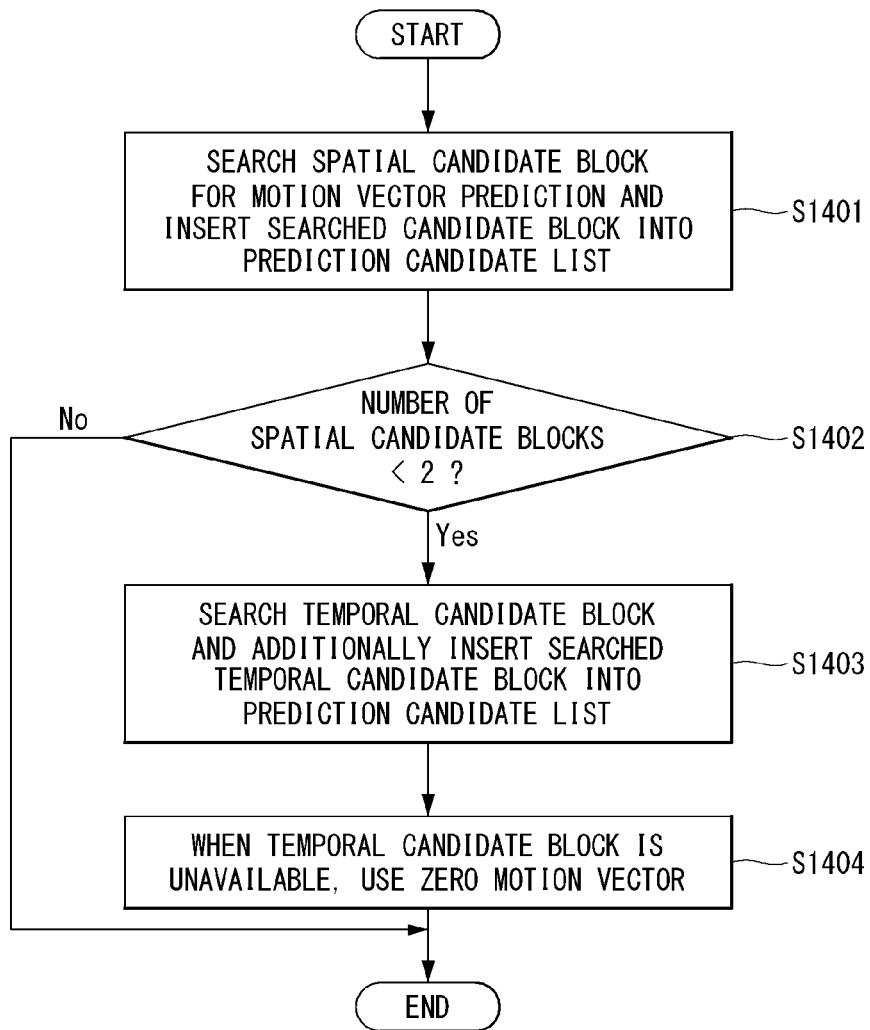 START
SEARCH SPATIAL CANDIDATE BLOCK
FOR MOTION VECTOR PREDICTION AND
INSERT SEARCHED CANDIDATE BLOCK INTO
PREDICTION CANDIDATE LIST
S1401
NUMBER OF
SPATIAL CANDIDATE BLOCKS
< 2 ?
S1402
No
Yes
SEARCH TEMPORAL CANDIDATE BLOCK
AND ADDITIONALLY INSERT SEARCHED
TEMPORAL CANDIDATE BLOCK INTO
PREDICTION CANDIDATE LIST
S1403
WHEN TEMPORAL CANDIDATE BLOCK IS
UNAVAILABLE, USE ZERO MOTION VECTOR
S1404
END